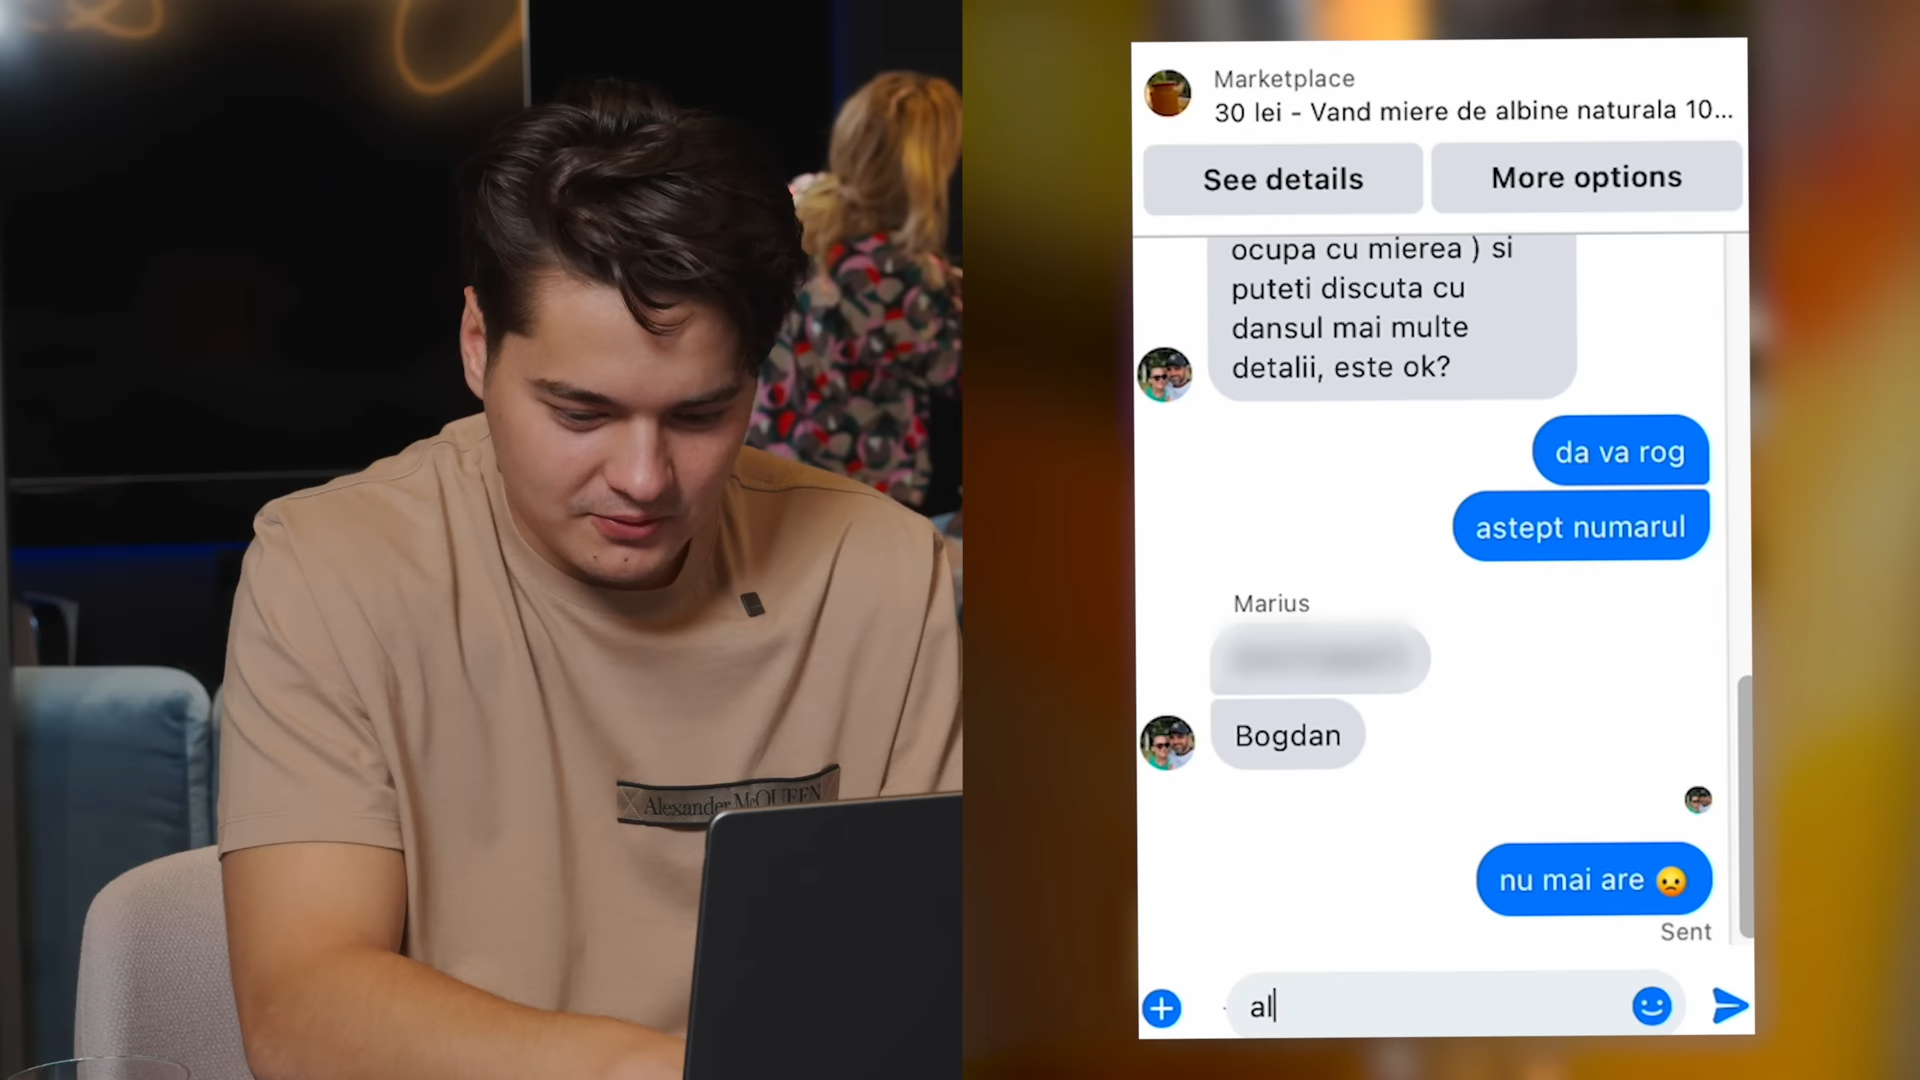 Marketplace
30 lei - Vand miere de albine naturala 10...
See details
More options
ocupa cu mierea ) si
puteti discuta cu
dansul mai multe
detalii, este ok?
da va rog
astept numarul
Marius
Bogdan
nu mai are ☹️
Sent
al
Alexander McQUEEN